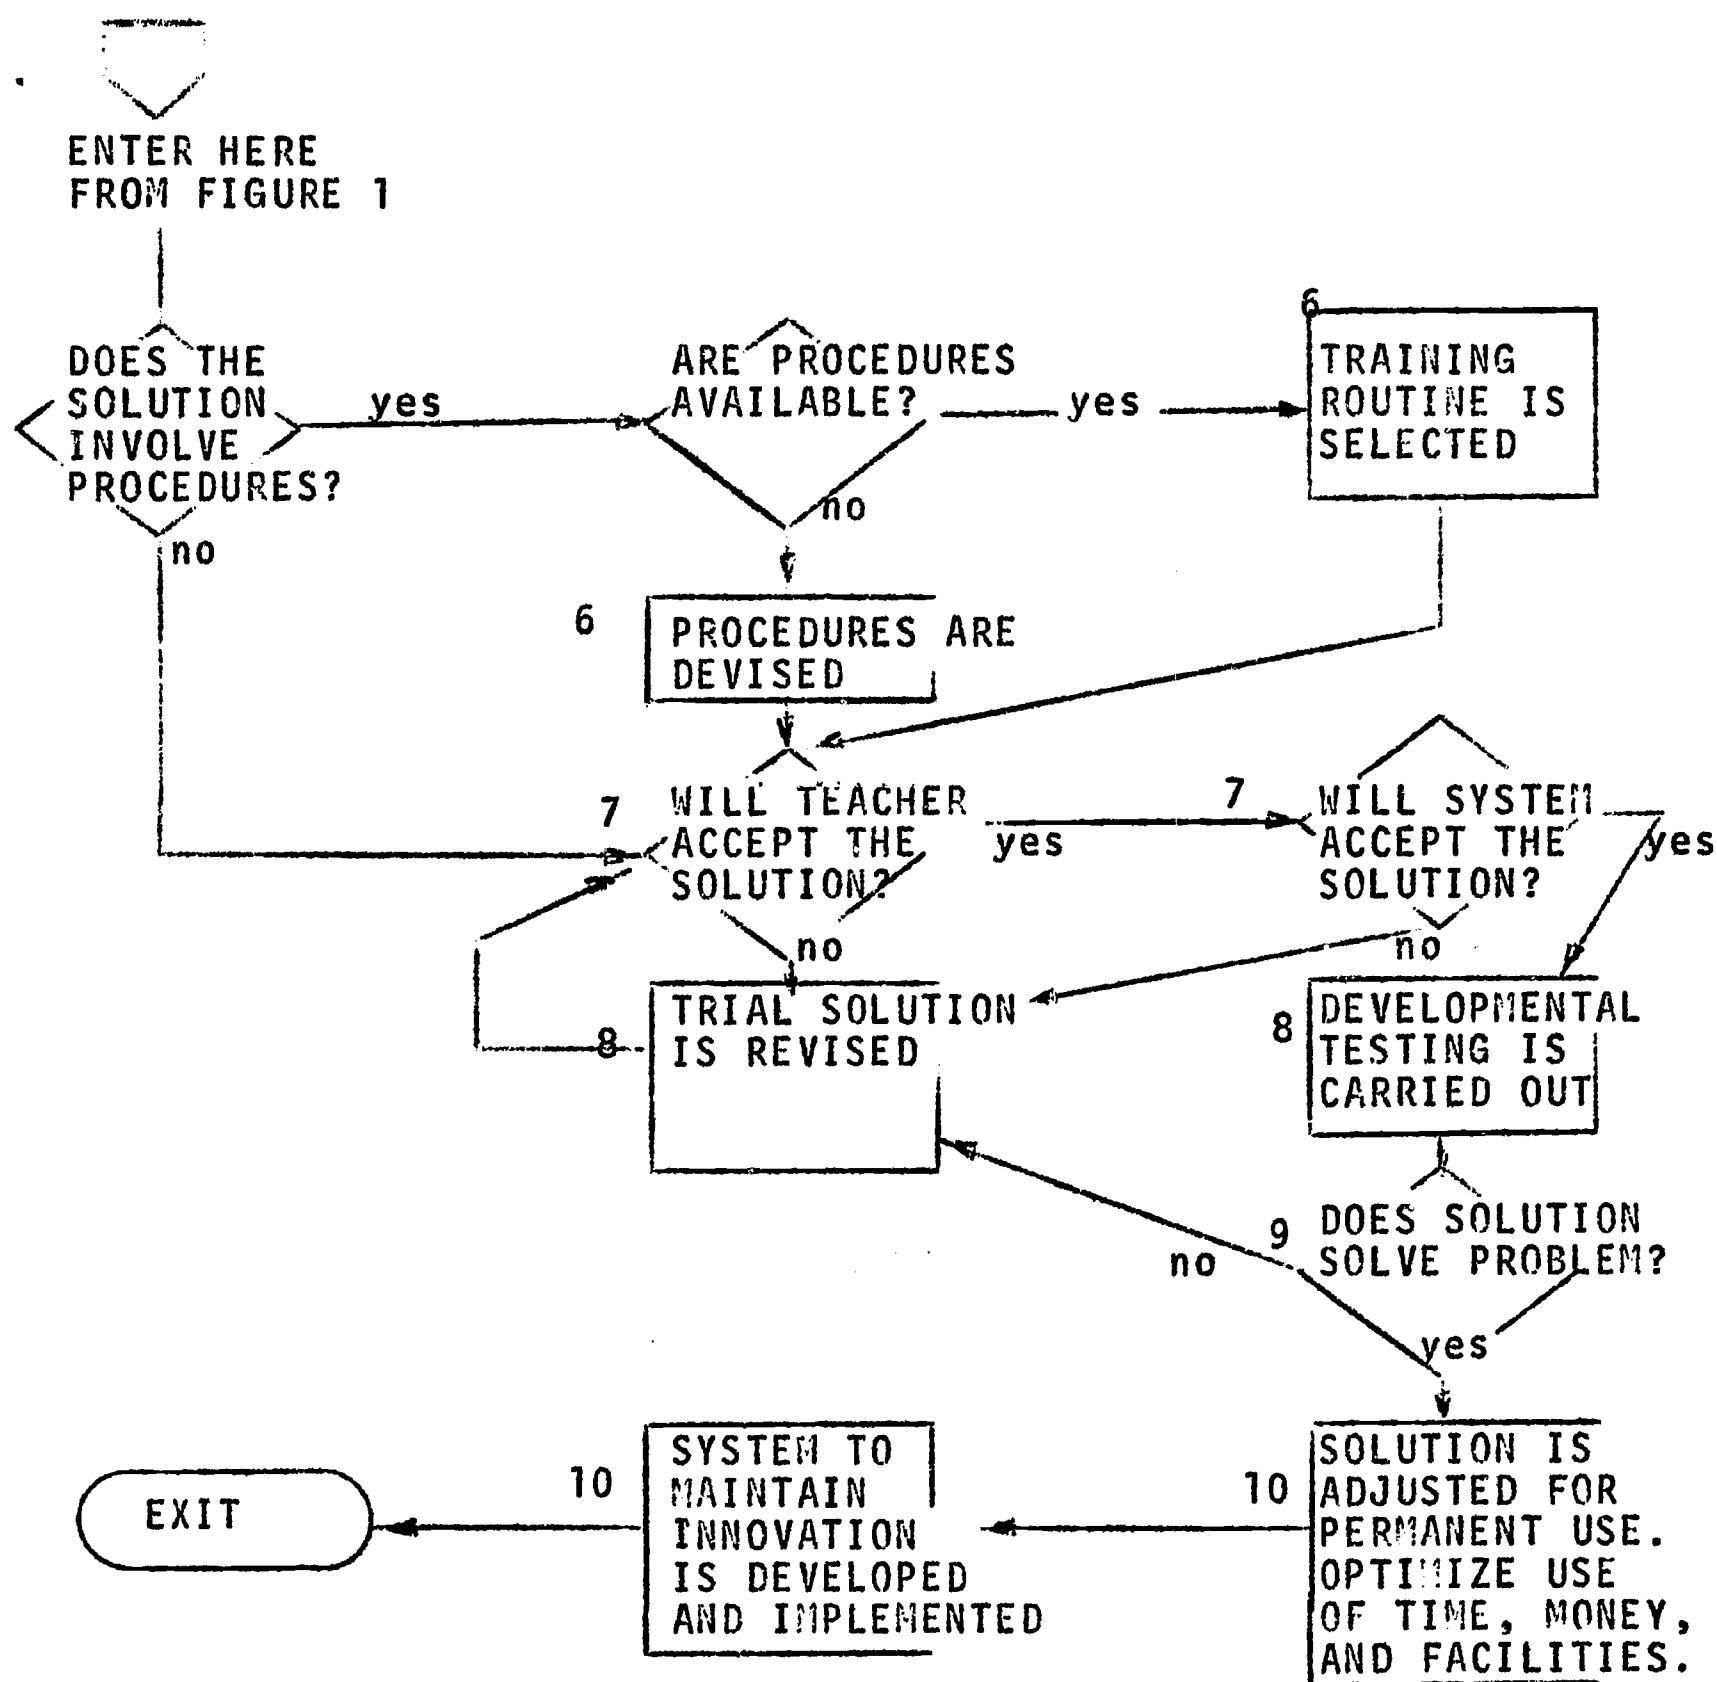 ENTER HERE
FROM FIGURE 1
DOES THE
SOLUTION
INVOLVE
PROCEDURES?
yes
no
ARE PROCEDURES
AVAILABLE?
yes
no
6
TRAINING
ROUTINE IS
SELECTED
6
PROCEDURES ARE
DEVISED
7
WILL TEACHER
ACCEPT THE
SOLUTION?
yes
no
7
WILL SYSTEM
ACCEPT THE
SOLUTION?
yes
no
8
TRIAL SOLUTION
IS REVISED
8
DEVELOPMENTAL
TESTING IS
CARRIED OUT
9
DOES SOLUTION
SOLVE PROBLEM?
no
yes
10
SOLUTION IS
ADJUSTED FOR
PERMANENT USE.
OPTIMIZE USE
OF TIME, MONEY,
AND FACILITIES.
10
SYSTEM TO
MAINTAIN
INNOVATION
IS DEVELOPED
AND IMPLEMENTED
EXIT